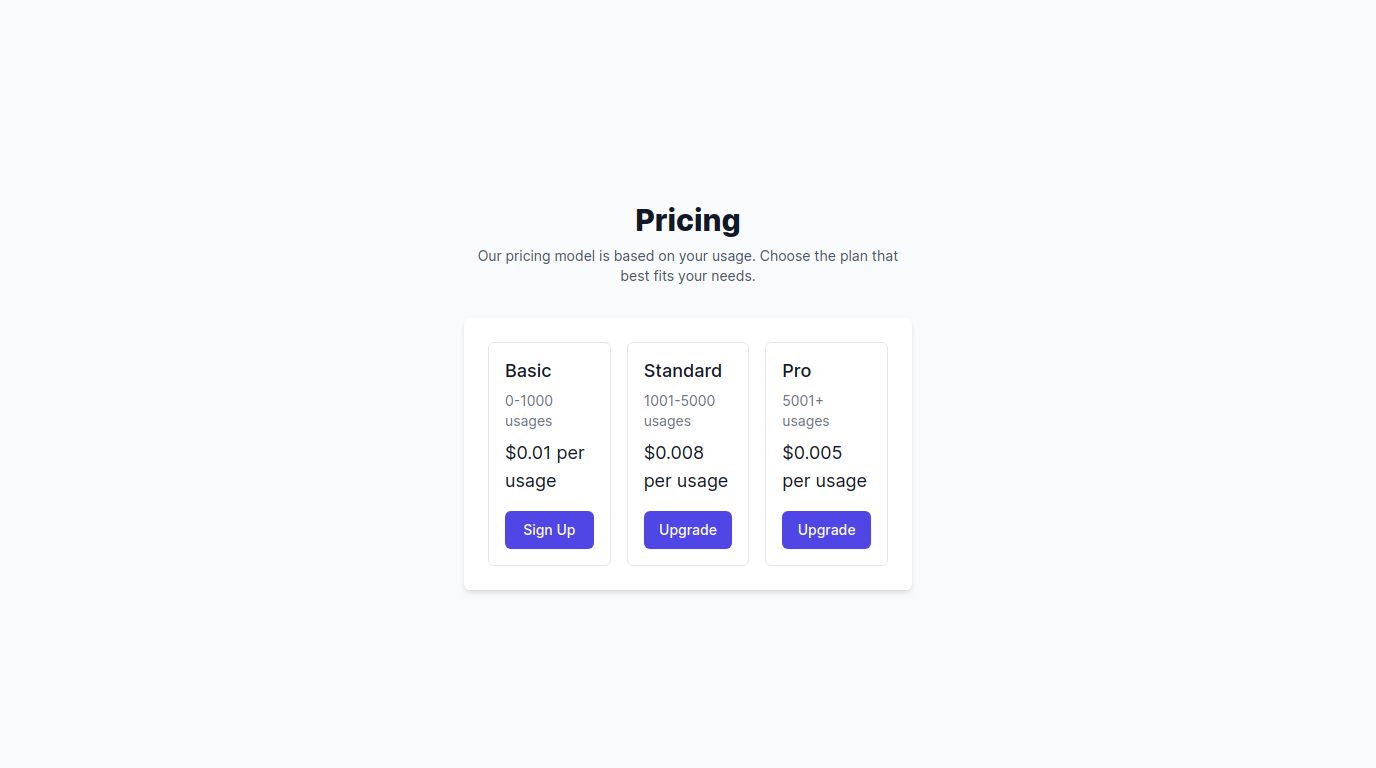 Pricing
Our pricing model is based on your usage. Choose the plan that
best fits your needs.
Basic
0-1000
usages
$0.01 per
usage
Sign Up
Standard
1001-5000
usages
$0.008
per usage
Upgrade
Pro
5001+
usages
$0.005
per usage
Upgrade